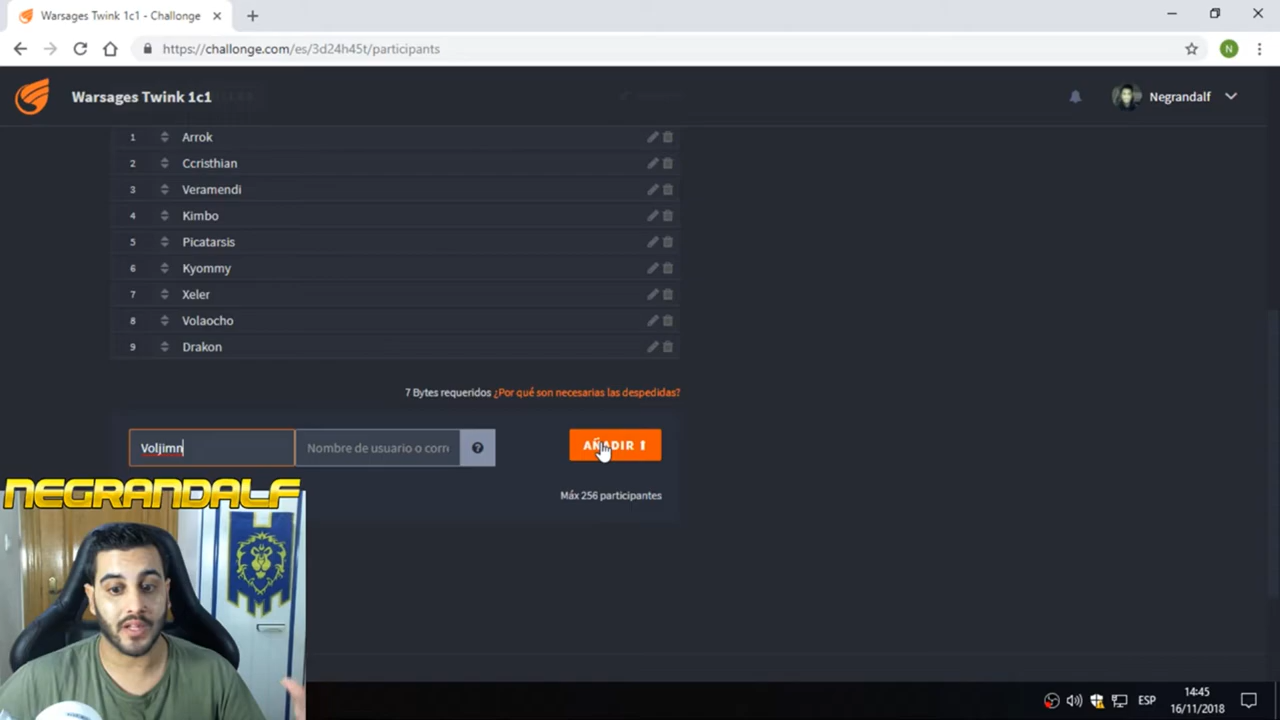 Warsages Twink 1c1 - Challonge
https://challonge.com/es/3d24h45t/participants
N
Warsages Twink 1c1
Negrandalf
1 Arrok
2 Ccristhian
3 Veramendi
4 Kimbo
5 Picatarsis
6 Kyommy
7 Xeler
8 Volaocho
9 Drakon
7 Bytes requeridos ¿Por qué son necesarias las despedidas?
Voljimn Nombre de usuario o corr ? AÑADIR 1
Máx 256 participantes
NEGRANDALF
ESP
14:45
16/11/2018